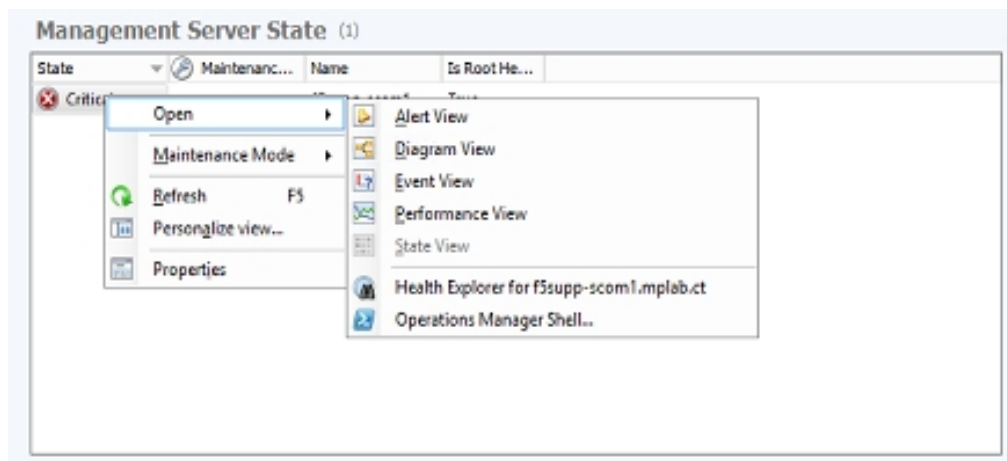 Management Server State (1)
State Maintenanc... Name Is Root He...
Critical
Open
Maintenance Mode
Refresh F5
Personalize view...
Properties
Alert View
Diagram View
Event View
Performance View
State View
Health Explorer for f5supp-scom1.mplab.ct
Operations Manager Shell...